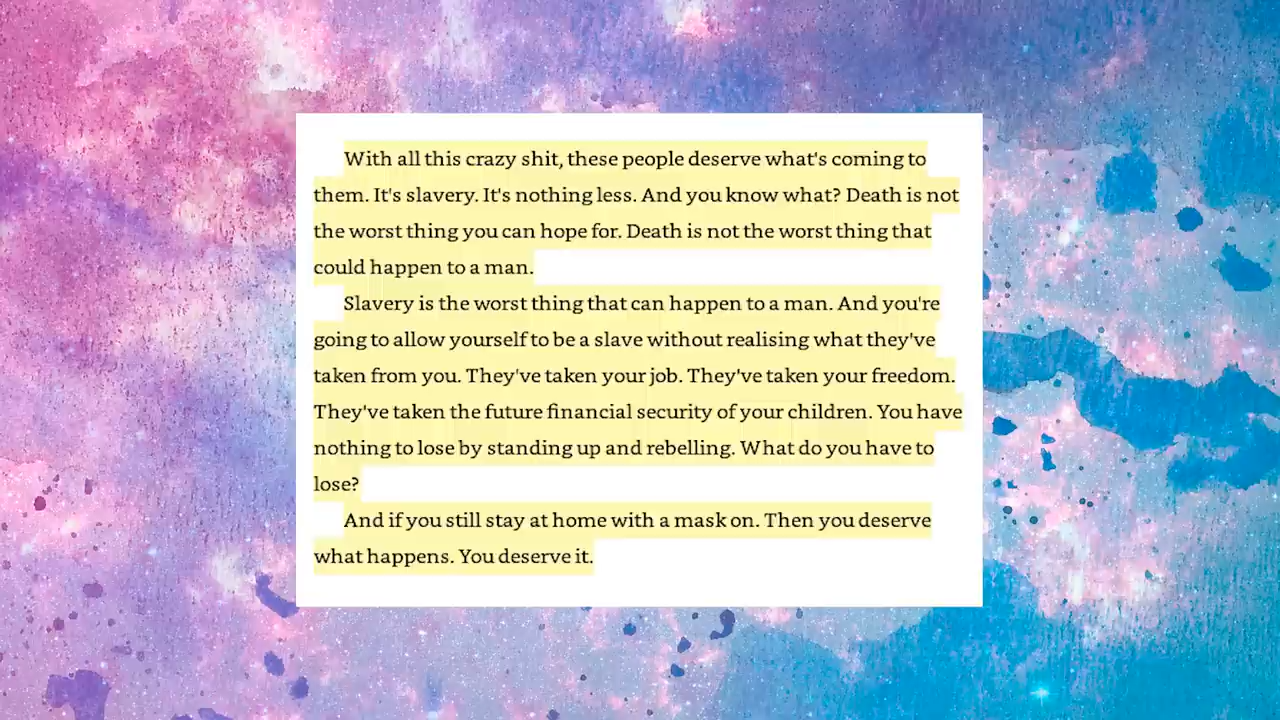 With all this crazy shit, these people deserve what's coming to
them. It's slavery. It's nothing less. And you know what? Death is not
the worst thing you can hope for. Death is not the worst thing that
could happen to a man.
Slavery is the worst thing that can happen to a man. And you're
going to allow yourself to be a slave without realising what they've
taken from you. They've taken your job. They've taken your freedom.
They've taken the future financial security of your children. You have
nothing to lose by standing up and rebelling. What do you have to
lose?
And if you still stay at home with a mask on. Then you deserve
what happens. You deserve it.